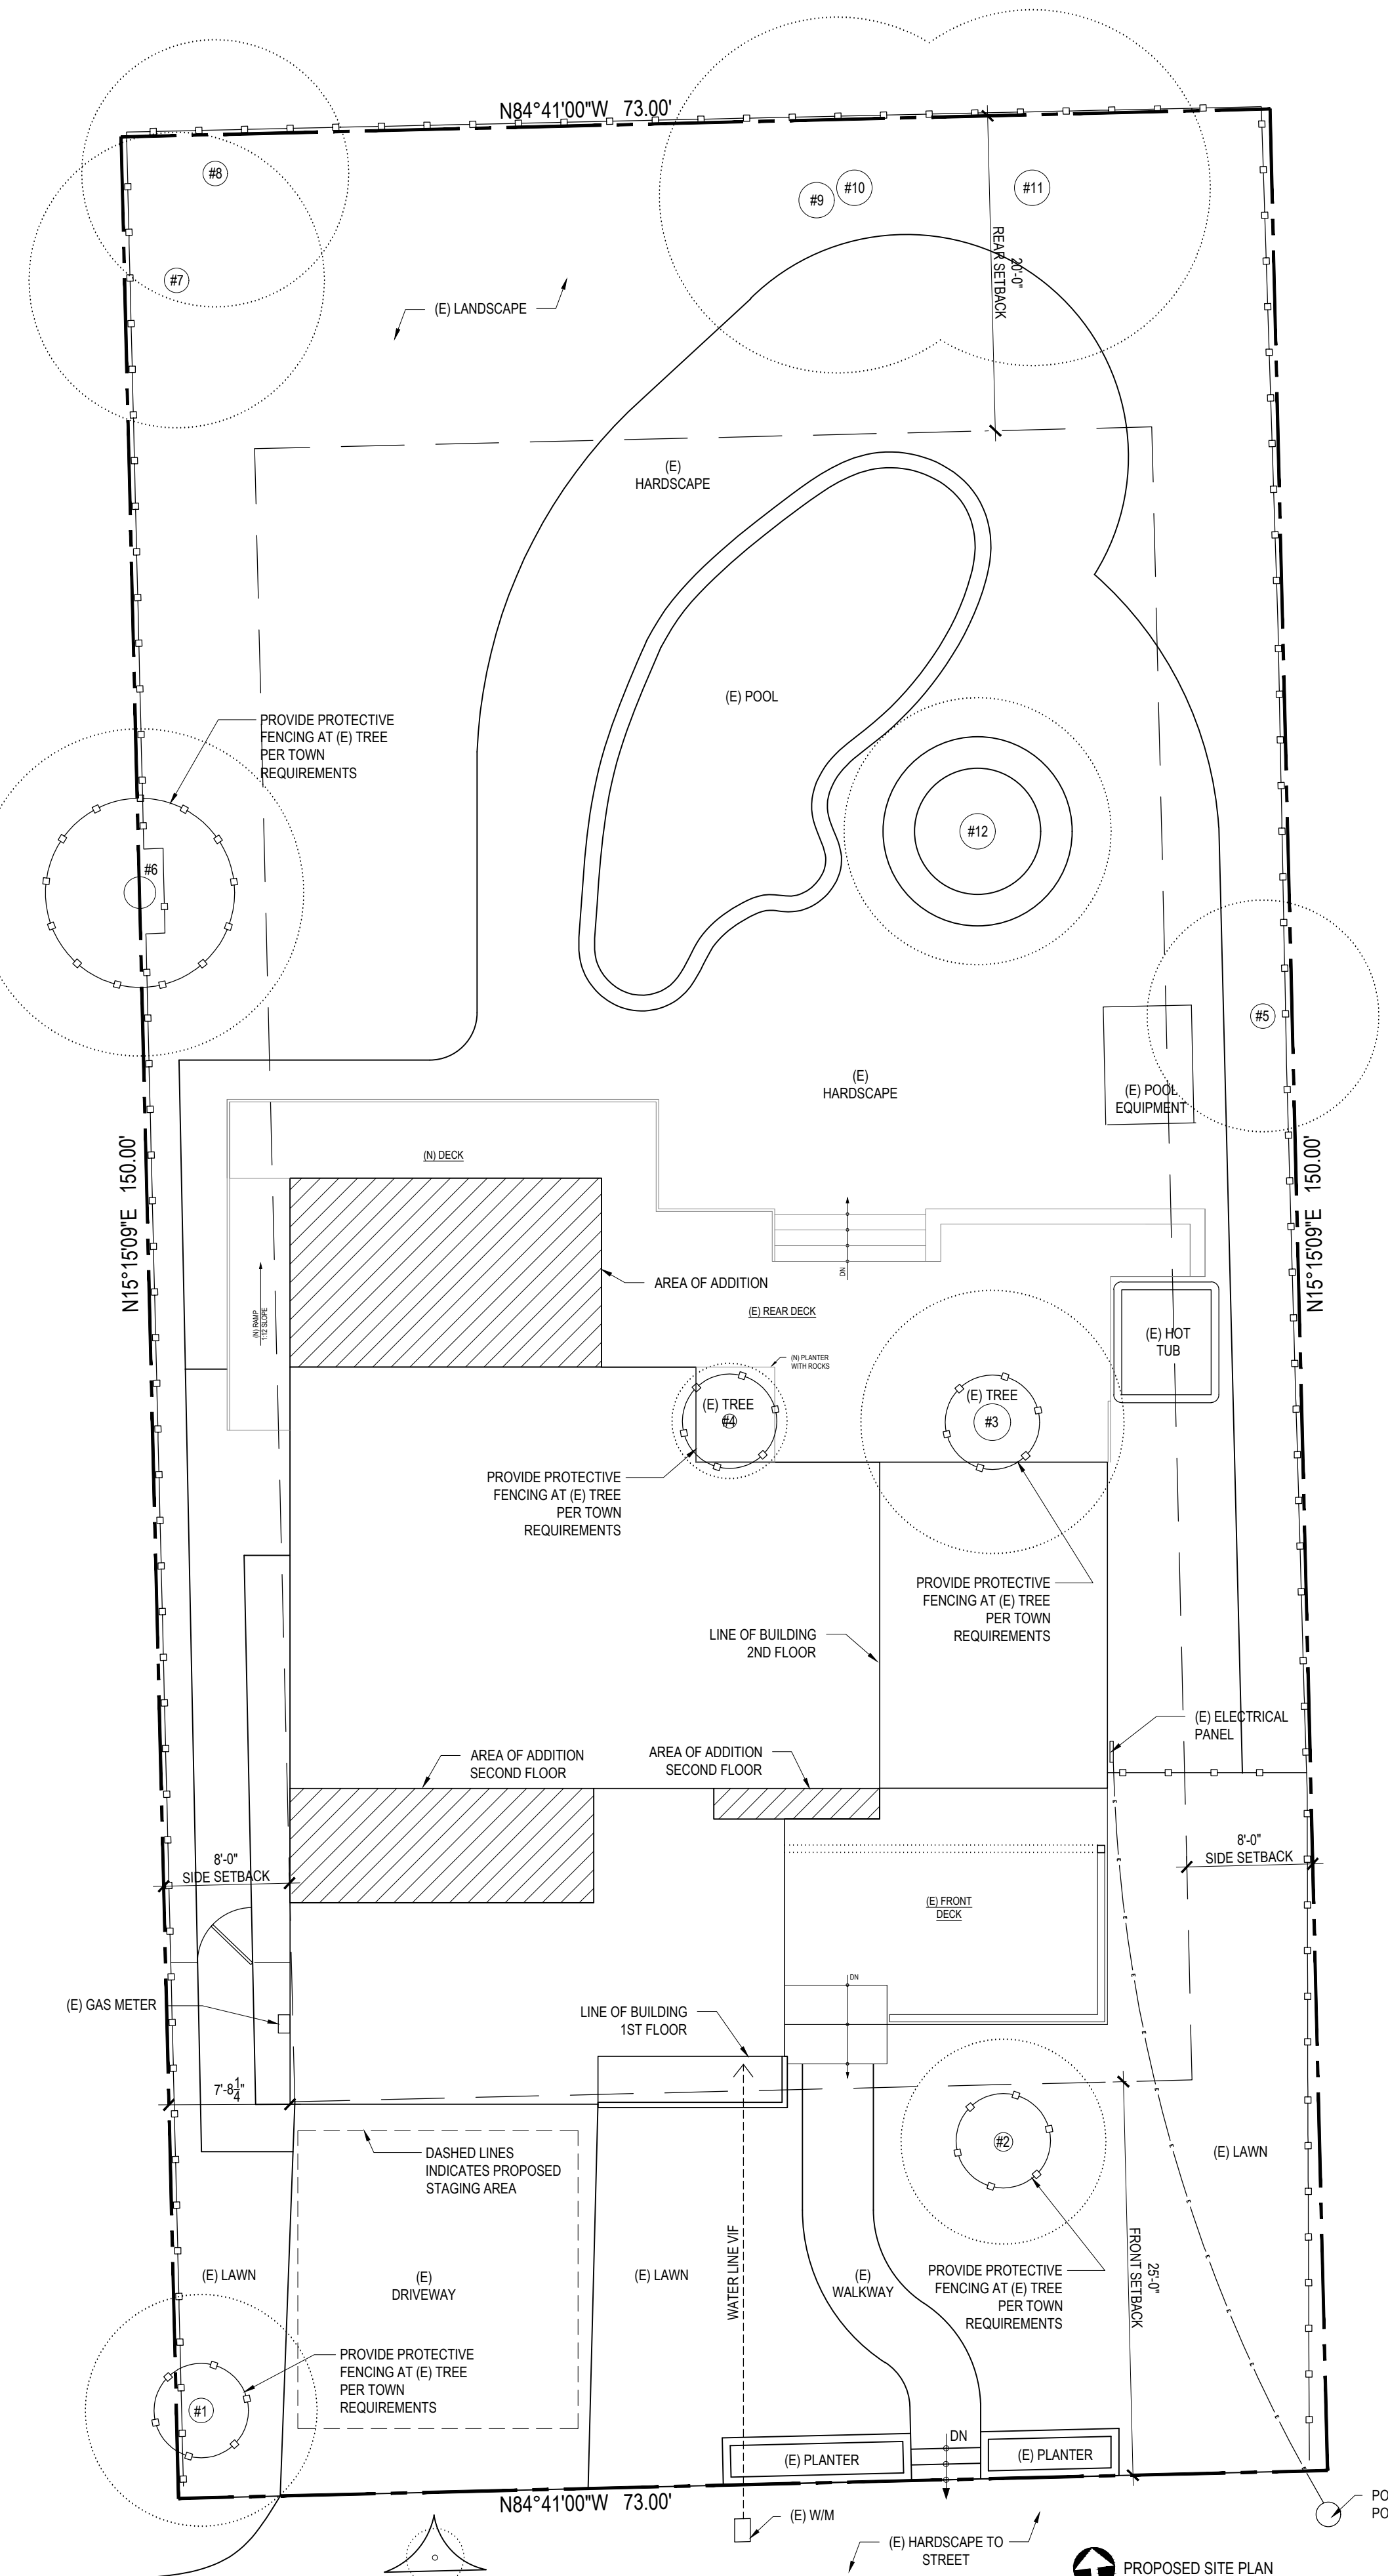 N84°41'00"W 73.00'
#8
#10
#9
#11
#7
20'-0"
REAR SETBACK
(E) LANDSCAPE
(E)
HARDSCAPE
(E) POOL
PROVIDE PROTECTIVE
FENCING AT (E) TREE
PER TOWN
REQUIREMENTS
#12
#6
#5
(E)
HARDSCAPE
(E) POOL
EQUIPMENT
N15°15'09"E 150.00'
N15°15'09"E 150.00'
(N) DECK
AREA OF ADDITION
DN
(E) REAR DECK
(N) RAMP
1:12 SLOPE
(E) HOT
TUB
(N) PLANTER
WITH ROCKS
(E) TREE
#4
(E) TREE
#3
PROVIDE PROTECTIVE
FENCING AT (E) TREE
PER TOWN
REQUIREMENTS
PROVIDE PROTECTIVE
FENCING AT (E) TREE
PER TOWN
REQUIREMENTS
LINE OF BUILDING
2ND FLOOR
(E) ELECTRICAL
PANEL
AREA OF ADDITION
SECOND FLOOR
AREA OF ADDITION
SECOND FLOOR
8'-0"
SIDE SETBACK
8'-0"
SIDE SETBACK
(E) FRONT
DECK
DN
(E) GAS METER
LINE OF BUILDING
1ST FLOOR
7'-8 1/4"
#2
DASHED LINES
INDICATES PROPOSED
STAGING AREA
(E) LAWN
WATER LINE VIF
25'-0"
FRONT SETBACK
(E) LAWN
(E)
DRIVEWAY
(E) LAWN
(E)
WALKWAY
PROVIDE PROTECTIVE
FENCING AT (E) TREE
PER TOWN
REQUIREMENTS
PROVIDE PROTECTIVE
FENCING AT (E) TREE
PER TOWN
REQUIREMENTS
#1
DN
(E) PLANTER
(E) PLANTER
N84°41'00"W 73.00'
(E) W/M
(E) HARDSCAPE TO
STREET
PROPOSED SITE PLAN